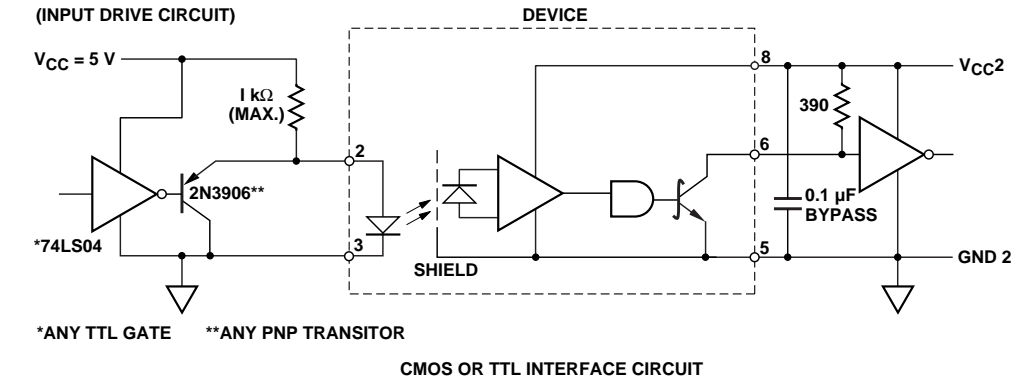 (INPUT DRIVE CIRCUIT)
DEVICE
VCC = 5 V
I kΩ
(MAX.)
8
VCC2
390
2
6
2N3906**
0.1 µF
BYPASS
*74LS04
3
SHIELD
5
GND 2
*ANY TTL GATE **ANY PNP TRANSITOR
CMOS OR TTL INTERFACE CIRCUIT